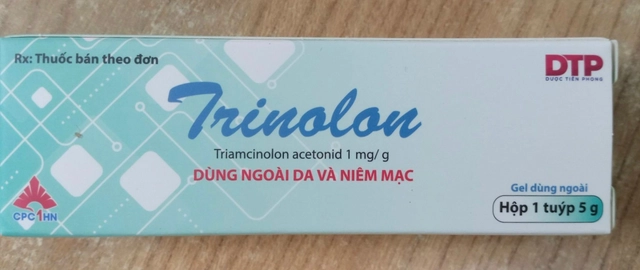 Rx: Thuốc bán theo đơn
DTP
DƯỢC TIÊN PHONG
Trinolon
Triamcinolon acetonid 1 mg/ g
DÙNG NGOÀI DA VÀ NIÊM MẠC
CPC1HN
Gel dùng ngoài
Hộp 1 tuýp 5 g